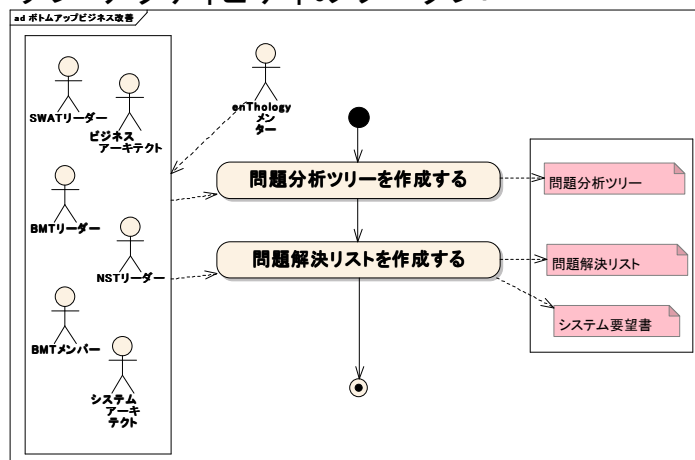 ad ボトムアップビジネス改善
SWATリーダー
ビジネス
アーキテクト
enThology
メン
ター
BMTリーダー
NSTリーダー
BMTメンバー
システム
アーキ
テクト
問題分析ツリーを作成する
問題解決リストを作成する
問題分析ツリー
問題解決リスト
システム要望書